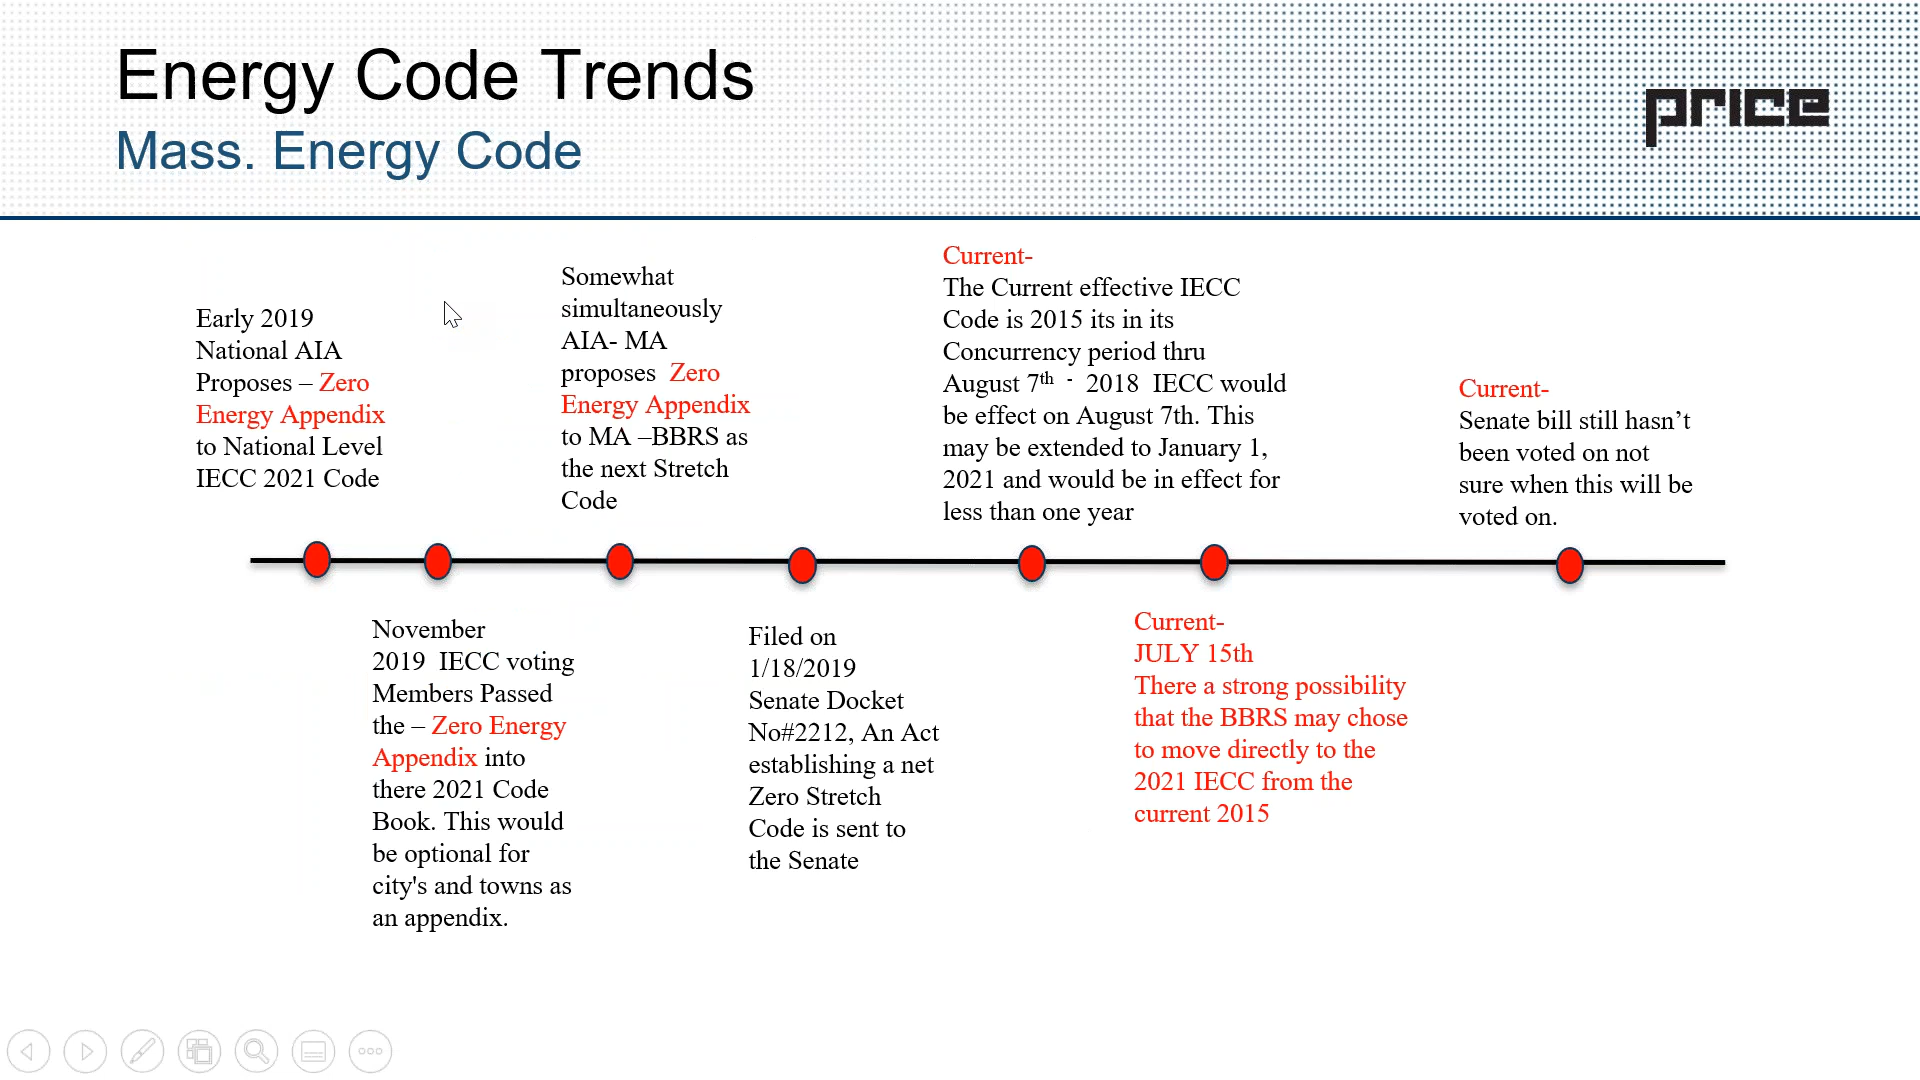 Energy Code Trends
Mass. Energy Code
price
Early 2019
National AIA
Proposes – Zero
Energy Appendix
to National Level
IECC 2021 Code
November
2019  IECC voting
Members Passed
the – Zero Energy
Appendix into
there 2021 Code
Book. This would
be optional for
city's and towns as
an appendix.
Somewhat
simultaneously
AIA- MA
proposes  Zero
Energy Appendix
to MA –BBRS as
the next Stretch
Code
Filed on
1/18/2019
Senate Docket
No#2212, An Act
establishing a net
Zero Stretch
Code is sent to
the Senate
Current-
The Current effective IECC
Code is 2015 its in its
Concurrency period thru
August 7th -  2018  IECC would
be effect on August 7th. This
may be extended to January 1,
2021 and would be in effect for
less than one year
Current-
JULY 15th
There a strong possibility
that the BBRS may chose
to move directly to the
2021 IECC from the
current 2015
Current-
Senate bill still hasn’t
been voted on not
sure when this will be
voted on.